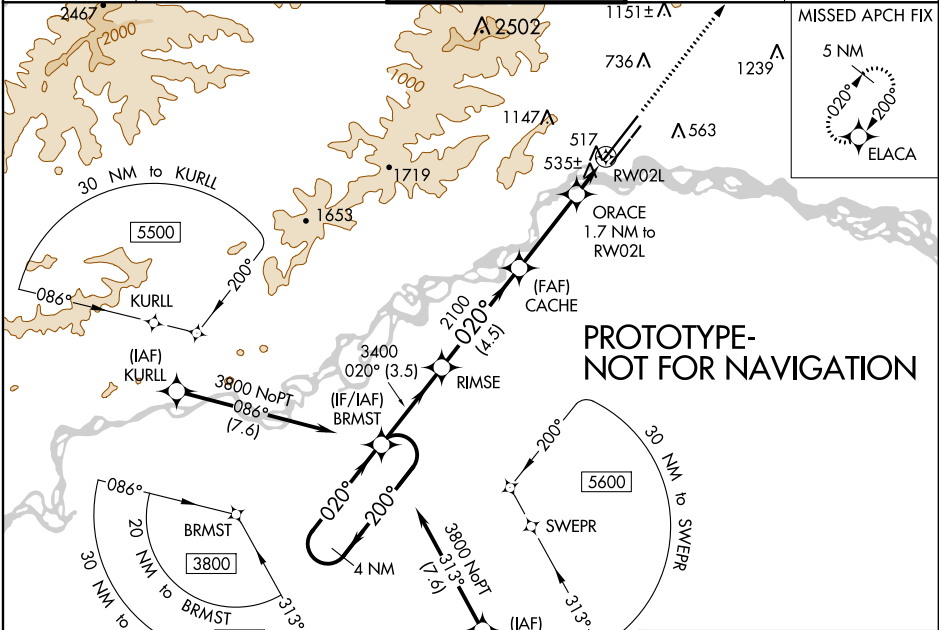 2467
2000
2502
1000
1151±
736
1239
MISSED APCH FIX
5 NM
020°
200°
ELACA
1147
517
535±
563
RW02L
1719
1653
30 NM to KURLL
5500
086°
200°
KURLL
ORACE
1.7 NM to
RW02L
(FAF)
CACHE
2100
020°
(4.5)
PROTOTYPE-
NOT FOR NAVIGATION
(IAF)
KURLL
3800 NoPT
086°
(7.6)
3400
020° (3.5)
RIMSE
(IF/IAF)
BRMST
020°
200°
4 NM
086°
BRMST
3800
20 NM to BRMST
30 NM to
313°
200°
5600
SWEPR
30 NM to SWEPR
313°
3800 NoPT
313°
(7.6)
(IAF)